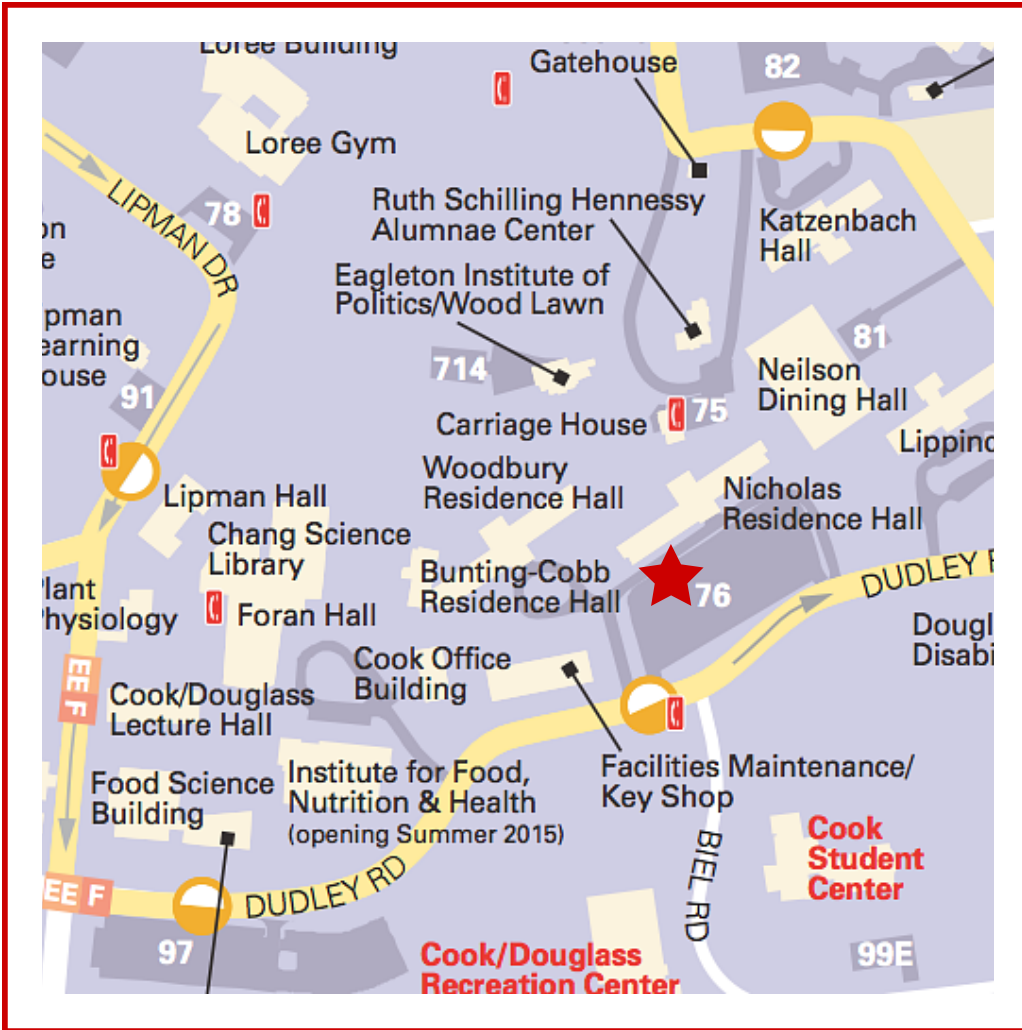 Loree Building
Gatehouse
82
Loree Gym
LIPMAN DR
78
Ruth Schilling Hennessy
Alumnae Center
Katzenbach
Hall
on
e
Eagleton Institute of
Politics/Wood Lawn
pman
earning
ouse
91
714
81
Neilson
Dining Hall
75
Carriage House
Lippinc
Woodbury
Residence Hall
Nicholas
Residence Hall
Lipman Hall
Chang Science
Library
Bunting-Cobb
Residence Hall
76
DUDLEY R
Plant
Physiology
Foran Hall
Dougl
Disabi
EE F
Cook Office
Building
Cook/Douglass
Lecture Hall
Food Science
Building
Institute for Food,
Nutrition & Health
(opening Summer 2015)
Facilities Maintenance/
Key Shop
BIEL RD
Cook
Student
Center
EE F
DUDLEY RD
97
Cook/Douglass
Recreation Center
99E